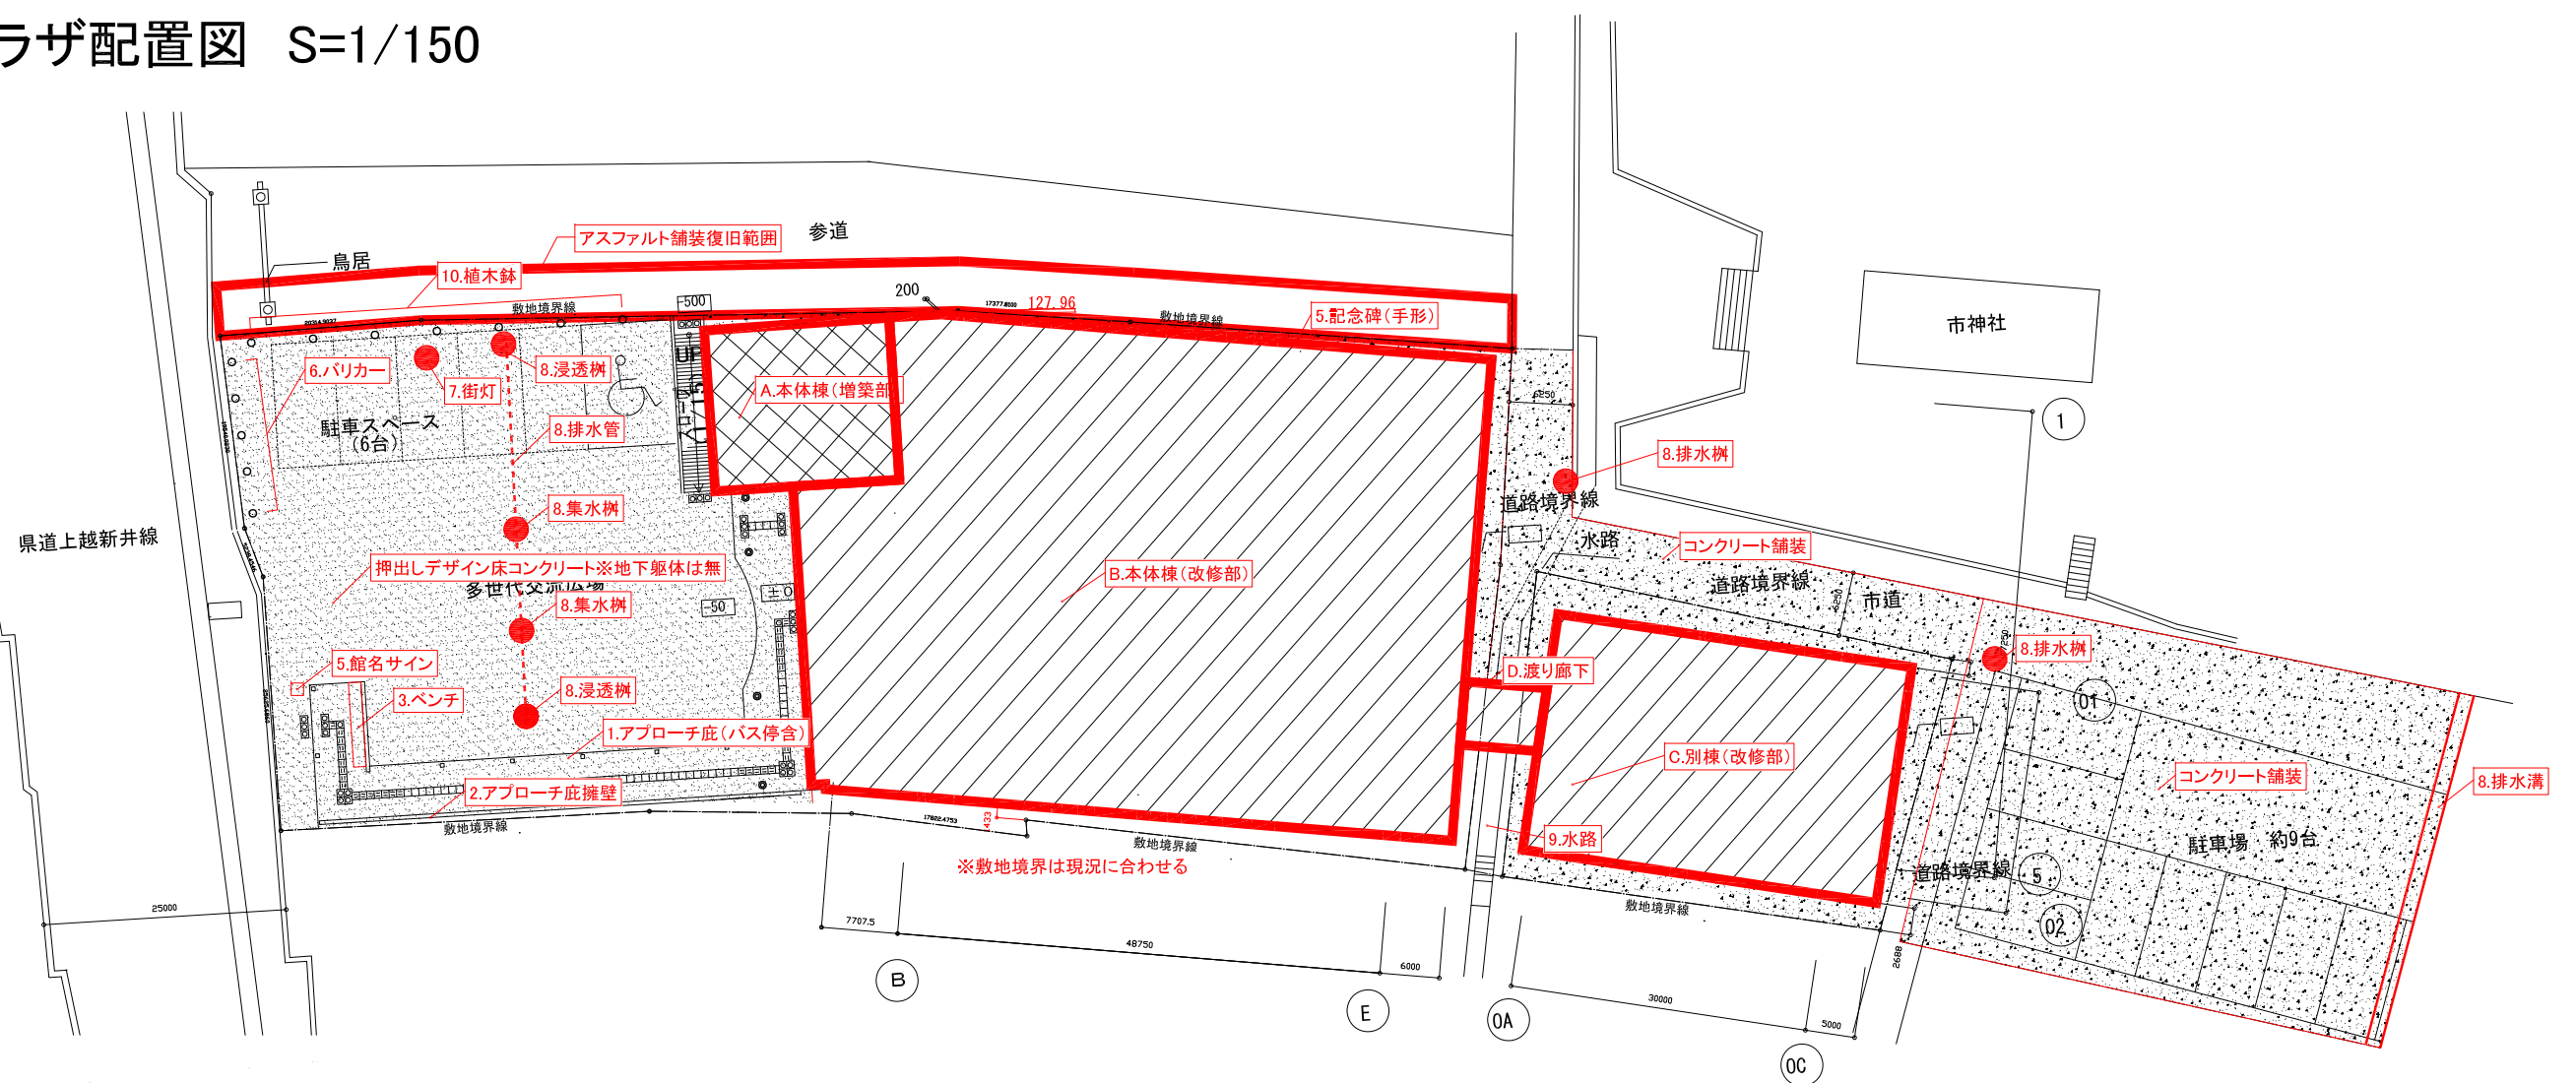 ラザ配置図 S=1/150
アスファルト舗装復旧範囲
参道
鳥居
10.植木鉢
敷地境界線
20314.9037
-500
200
17377.8500
127.96
敷地境界線
5.記念碑(手形)
市神社
6.バリカー
7.街灯
8.浸透桝
UP
A.本体棟(増築部
駐車スペース
(6台)
8.排水管
6250
1
8.排水桝
道路境界線
8.集水桝
水路
コンクリート舗装
県道上越新井線
押出しデザイン床コンクリート※地下躯体は無
多世代交流広場
B.本体棟(改修部)
道路境界線
市道
6250
-50
±0
8.集水桝
8.排水桝
5.館名サイン
3.ベンチ
8.浸透桝
D.渡り廊下
01
1.アプローチ庇(バス停含)
C.別棟(改修部)
コンクリート舗装
8.排水溝
2.アプローチ庇擁壁
敷地境界線
17822.4753
1433
敷地境界線
9.水路
駐車場 約9台
※敷地境界は現況に合わせる
道路境界線
5
25000
敷地境界線
7707.5
48750
6000
02
2688
B
E
0A
30000
5000
0C